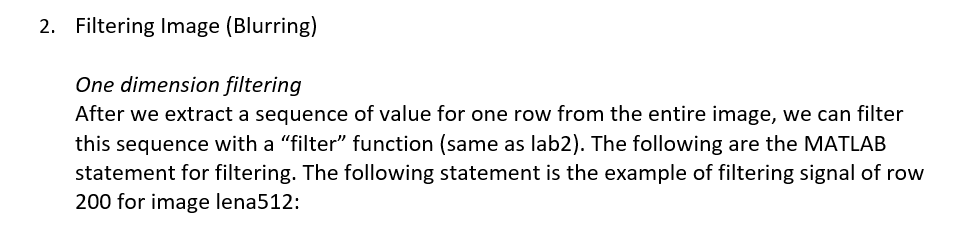 2. Filtering Image (Blurring)
One dimension filtering
After we extract a sequence of value for one row from the entire image, we can filter
this sequence with a “filter” function (same as lab2). The following are the MATLAB
statement for filtering. The following statement is the example of filtering signal of row
200 for image lena512: